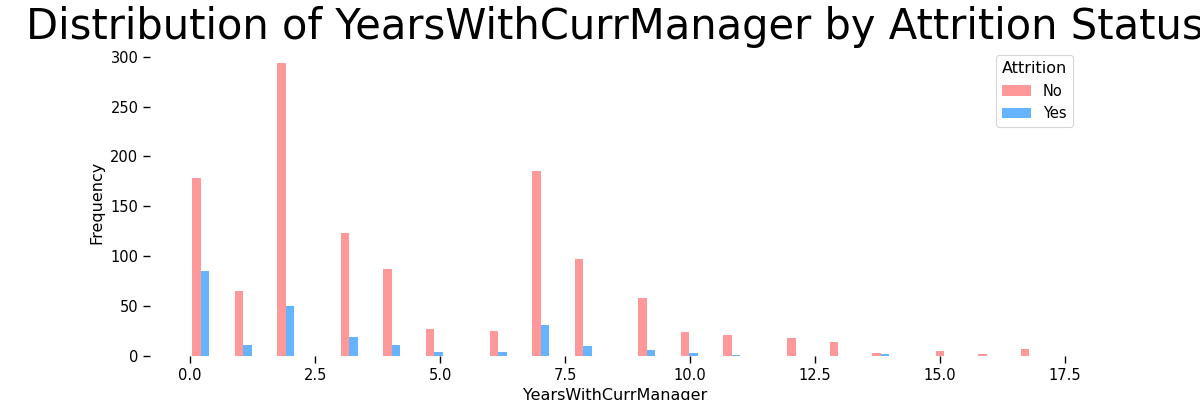 Distribution of YearsWithCurrManager by Attrition Status
300
250
200
150
100
50
0
Frequency
Attrition
No
Yes
0.0 2.5 5.0 7.5 10.0 12.5 15.0 17.5
YearsWithCurrManager